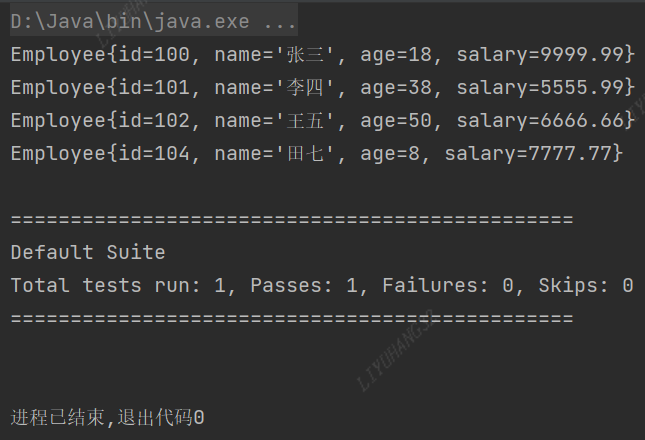 D:\Java\bin\java.exe ...
Employee{id=100, name='张三', age=18, salary=9999.99}
Employee{id=101, name='李四', age=38, salary=5555.99}
Employee{id=102, name='王五', age=50, salary=6666.66}
Employee{id=104, name='田七', age=8, salary=7777.77}
===============================================
Default Suite
Total tests run: 1, Passes: 1, Failures: 0, Skips: 0
===============================================
进程已结束,退出代码0